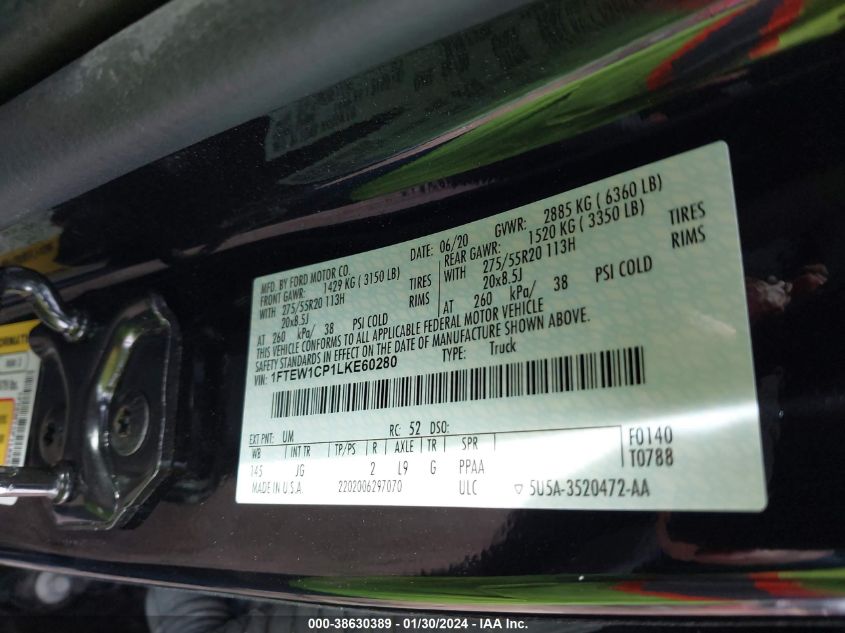 MFD. BY FORD MOTOR CO.
DATE: 06/20 GVWR: 2885 KG ( 6360 LB)
FRONT GAWR: 1429 KG ( 3150 LB) REAR GAWR: 1520 KG ( 3350 LB)
WITH 275/55R20 113H TIRES WITH 275/55R20 113H TIRES
20x8.5J RIMS 20x8.5J RIMS
AT 260 kPa/ 38 PSI COLD AT 260 kPa/ 38 PSI COLD
THIS VEHICLE CONFORMS TO ALL APPLICABLE FEDERAL MOTOR VEHICLE
SAFETY STANDARDS IN EFFECT ON THE DATE OF MANUFACTURE SHOWN ABOVE.
VIN: 1FTEW1CP1LKE60280 TYPE: Truck
EXT PNT: UM RC: 52 DSO:
WB INT TR TP/PS R AXLE TR SPR F0140
145 JG 2 L9 G PPAA T0788
MADE IN U.S.A. 2202006297070 ULC 5U5A-3520472-AA
000-38630389 - 01/30/2024 - IAA Inc.